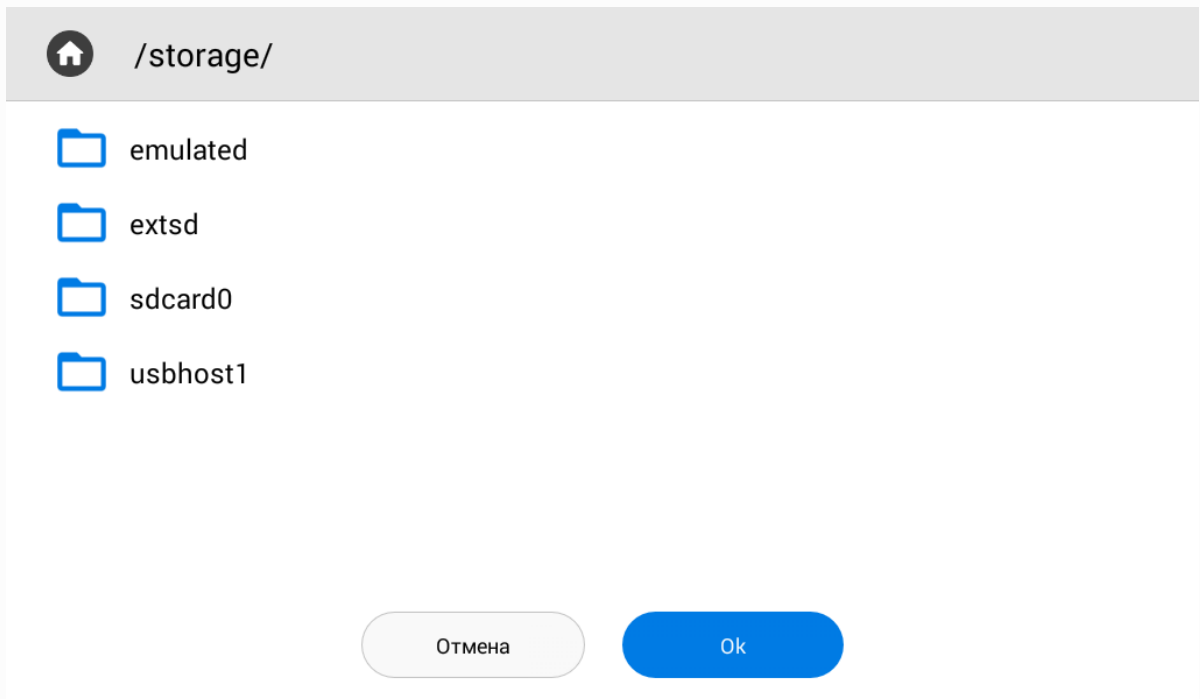 /storage/
emulated
extsd
sdcard0
usbhost1
Отмена Ok